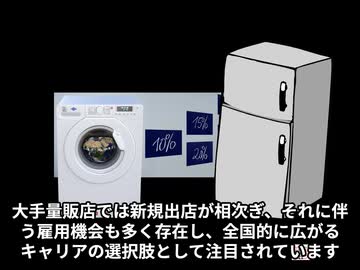 15%
10%
大手量販店では新規出店が相次ぎ、それに伴
う雇用機会も多く存在し、全国的に広がる
キャリアの選択肢として注目されています